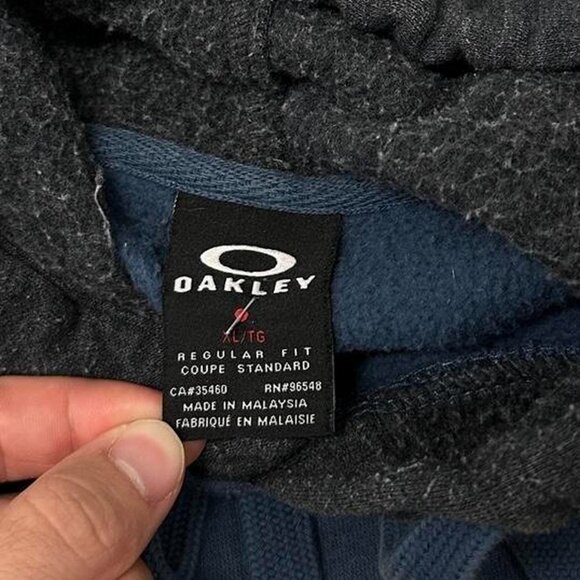 OAKLEY
XL/TG
REGULAR FIT
COUPE STANDARD
CA#35460 RN#96548
MADE IN MALAYSIA
FABRIQUÉ EN MALAISIE